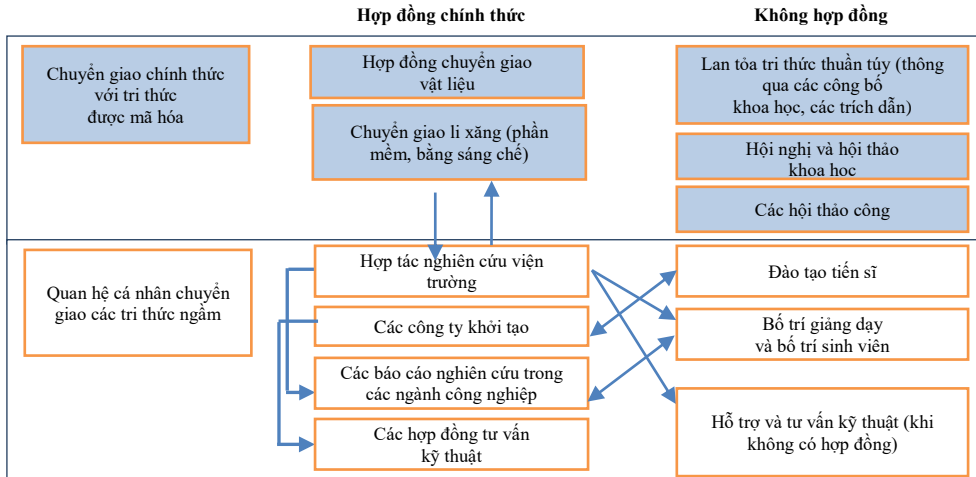 Hợp đồng chính thức
Không hợp đồng
Chuyển giao chính thức
với tri thức
được mã hóa
Hợp đồng chuyển giao
vật liệu
Chuyển giao li xăng (phần
mềm, bằng sáng chế)
Lan tỏa tri thức thuần túy (thông
qua các công bố
khoa học, các trích dẫn)
Hội nghị và hội thảo
khoa học
Các hội thảo công
Quan hệ cá nhân chuyển
giao các tri thức ngầm
Hợp tác nghiên cứu viện
trường
Các công ty khởi tạo
Các báo cáo nghiên cứu trong
các ngành công nghiệp
Các hợp đồng tư vấn
kỹ thuật
Đào tạo tiến sĩ
Bố trí giảng dạy
và bố trí sinh viên
Hỗ trợ và tư vấn kỹ thuật (khi
không có hợp đồng)